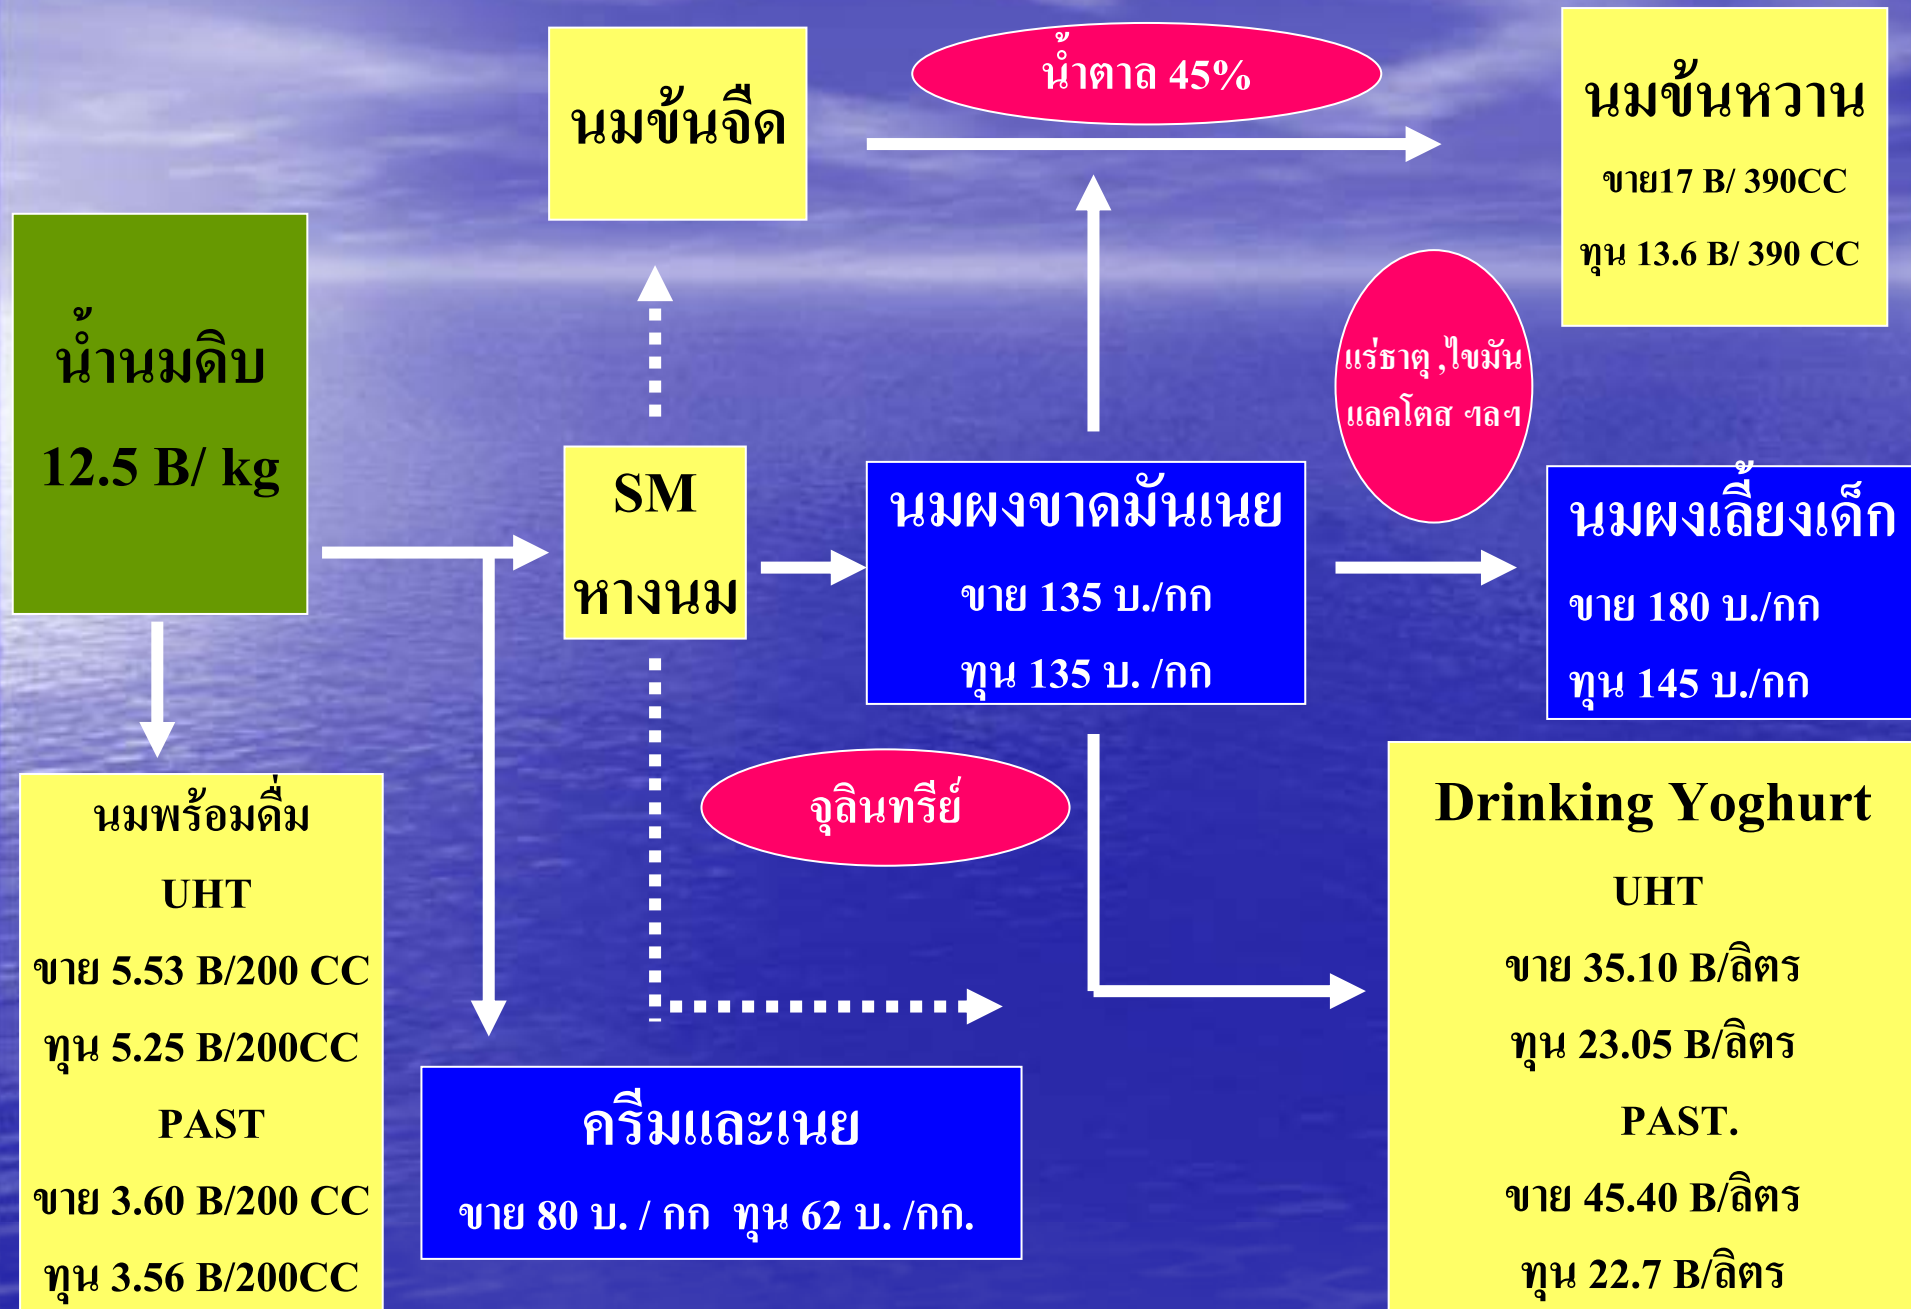 น้ำนมดิบ
12.5 B/ kg
นมข้นจืด
น้ำตาล 45%
นมข้นหวาน
ขาย17 B/ 390CC
ทุน 13.6 B/ 390 CC
แร่ธาตุ ,ไขมัน
แลคโตส ฯลฯ
SM
หางนม
นมผงขาดมันเนย
ขาย 135 บ./กก
ทุน 135 บ. /กก
นมผงเลี้ยงเด็ก
ขาย 180 บ./กก
ทุน 145 บ./กก
นมพร้อมดื่ม
UHT
ขาย 5.53 B/200 CC
ทุน 5.25 B/200CC
PAST
ขาย 3.60 B/200 CC
ทุน 3.56 B/200CC
จุลินทรีย์
ครีมและเนย
ขาย 80 บ. / กก ทุน 62 บ. /กก.
Drinking Yoghurt
UHT
ขาย 35.10 B/ลิตร
ทุน 23.05 B/ลิตร
PAST.
ขาย 45.40 B/ลิตร
ทุน 22.7 B/ลิตร